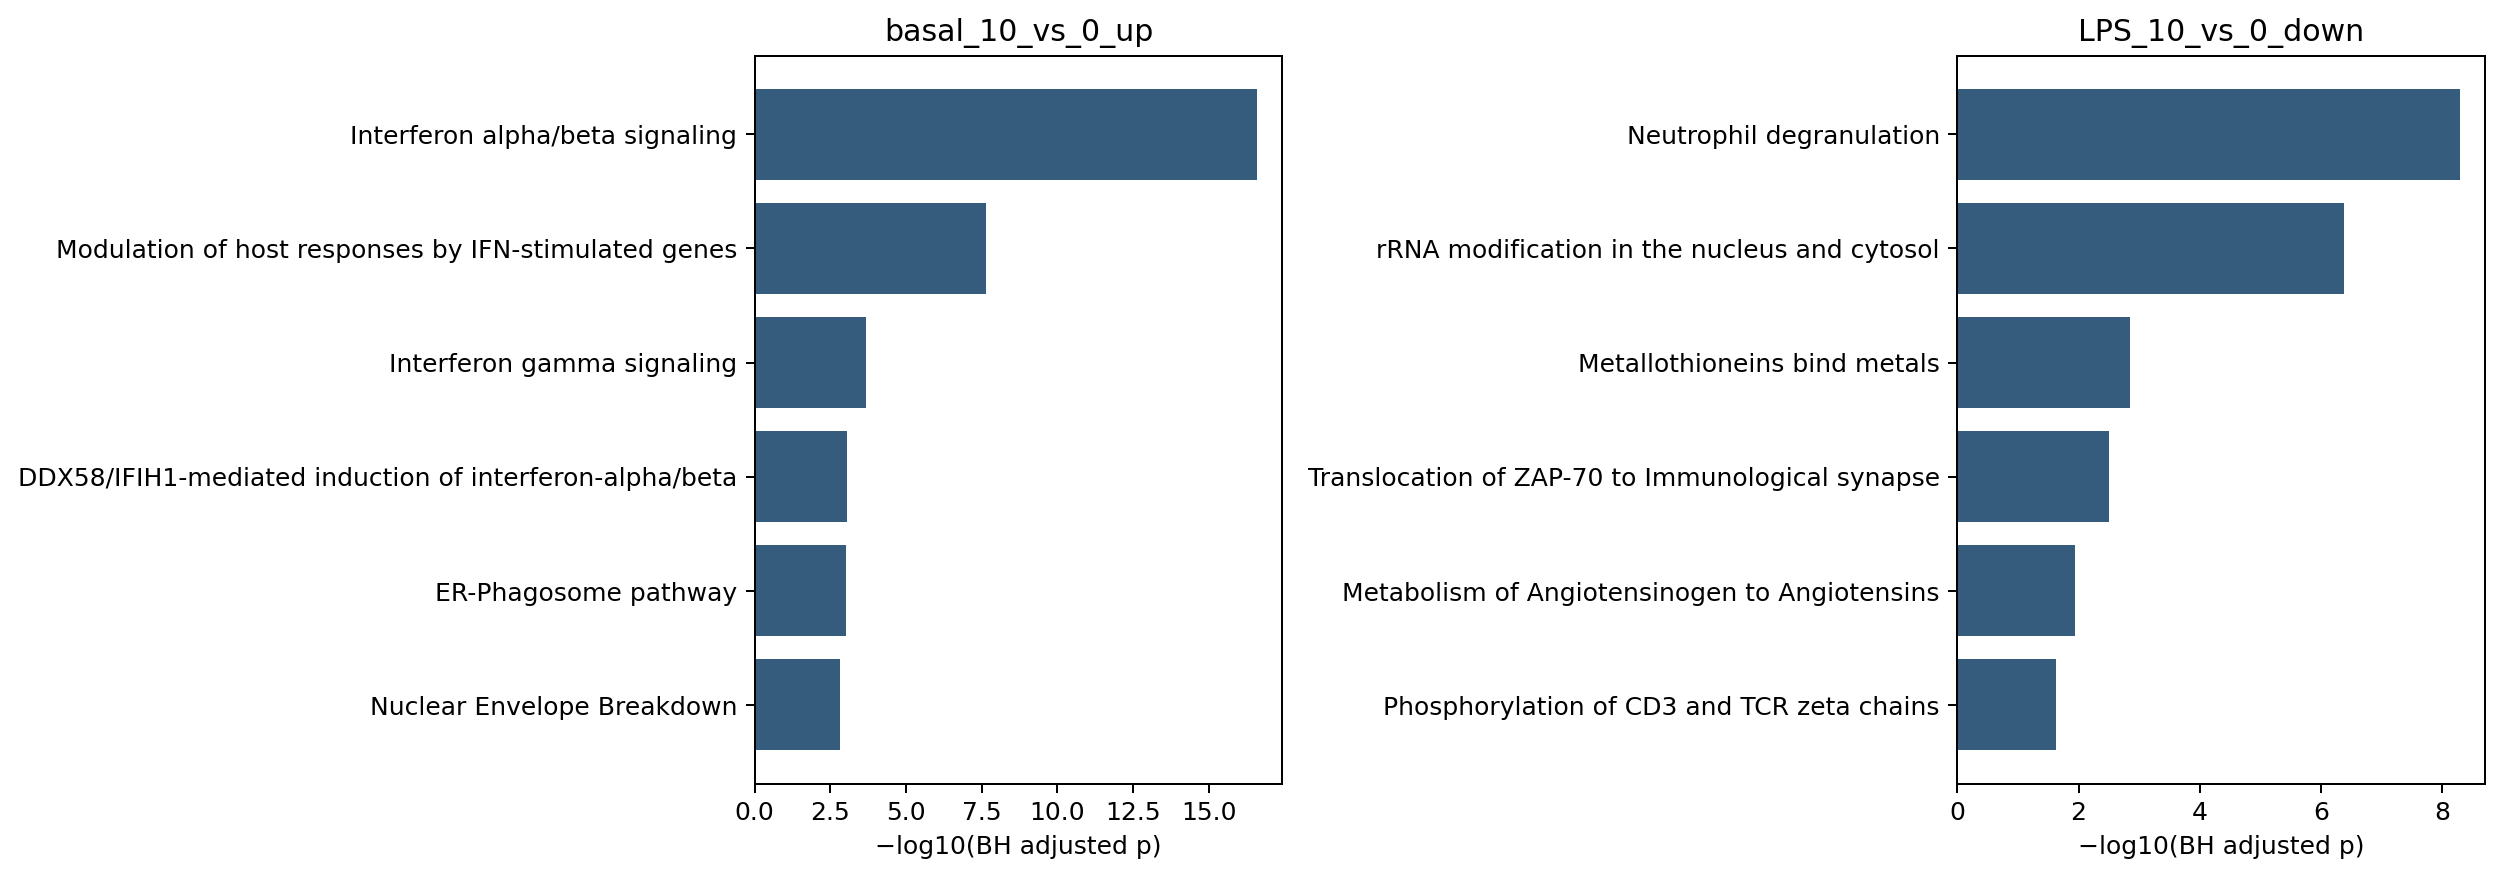 basal_10_vs_0_up
Interferon alpha/beta signaling
Modulation of host responses by IFN-stimulated genes
Interferon gamma signaling
DDX58/IFIH1-mediated induction of interferon-alpha/beta
ER-Phagosome pathway
Nuclear Envelope Breakdown
0.0 2.5 5.0 7.5 10.0 12.5 15.0
−log10(BH adjusted p)
LPS_10_vs_0_down
Neutrophil degranulation
rRNA modification in the nucleus and cytosol
Metallothioneins bind metals
Translocation of ZAP-70 to Immunological synapse
Metabolism of Angiotensinogen to Angiotensins
Phosphorylation of CD3 and TCR zeta chains
0 2 4 6 8
−log10(BH adjusted p)